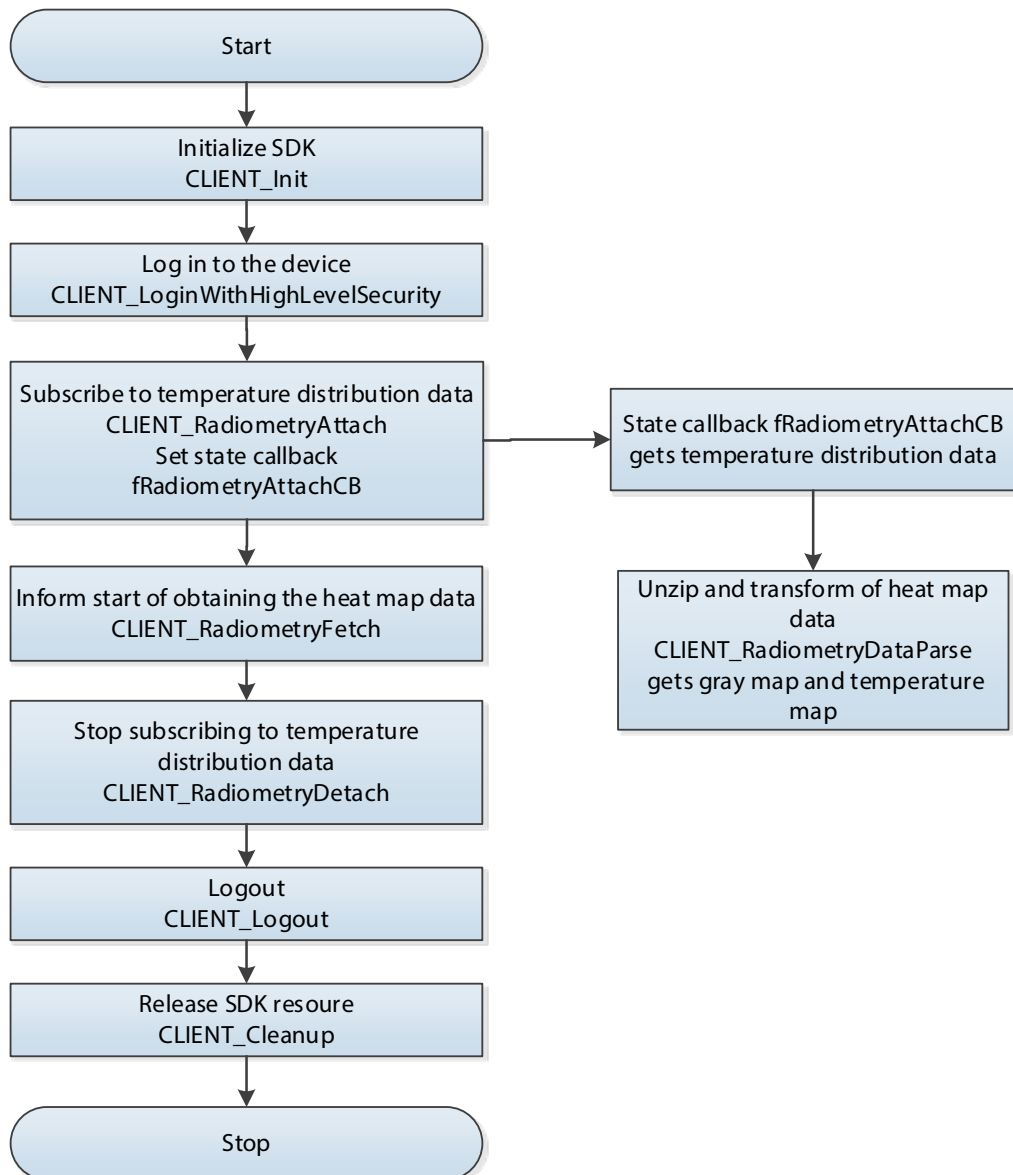 Start
Initialize SDK
CLIENT_Init
Log in to the device
CLIENT_LoginWithHighLevelSecurity
Subscribe to temperature distribution data
CLIENT_RadiometryAttach
Set state callback
fRadiometryAttachCB
State callback fRadiometryAttachCB
gets temperature distribution data
Inform start of obtaining the heat map data
CLIENT_RadiometryFetch
Unzip and transform of heat map
data
CLIENT_RadiometryDataParse
gets gray map and temperature
map
Stop subscribing to temperature
distribution data
CLIENT_RadiometryDetach
Logout
CLIENT_Logout
Release SDK resoure
CLIENT_Cleanup
Stop